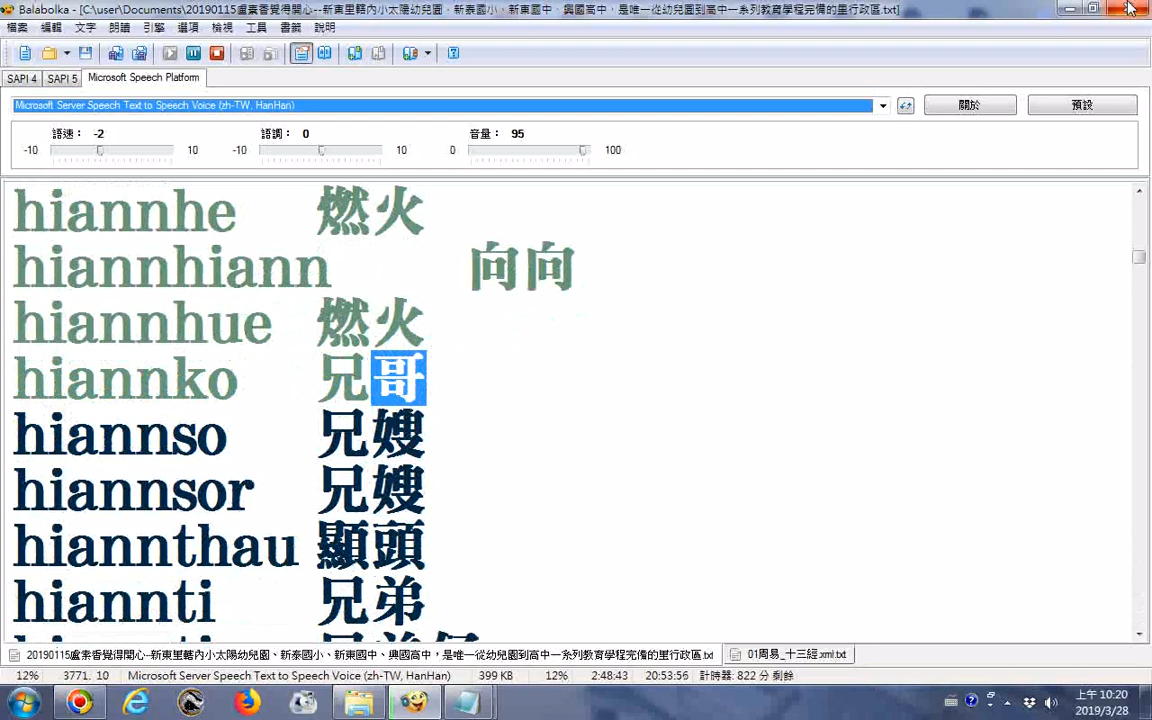 Balabolka - [C:\user\Documents\20190115盧素香覺得開心--新東里轄內小太陽幼兒園、新泰國小、新東國中、興國高中，是唯一從幼兒園到高中一系列教育學程完備的里行政區.txt]
檔案 編輯 文字 朗讀 引擎 選項 檢視 工具 書籤 說明
SAPI 4 SAPI 5 Microsoft Speech Platform
Microsoft Server Speech Text to Speech Voice (zh-TW, HanHan) 關於 預設
語速： -2 語調： 0 音量： 95
-10 10 -10 10 0 100
hiannhe 燃火
hiannhiann 向向
hiannhue 燃火
hiannko 兄哥
hiannso 兄嫂
hiannsor 兄嫂
hiannthau 顯頭
hiannti 兄弟
20190115盧素香覺得開心--新東里轄內小太陽幼兒園、新泰國小、新東國中、興國高中，是唯一從幼兒園到高中一系列教育學程完備的里行政區.txt 01周易_十三經.xml.txt
12% 3771. 10 Microsoft Server Speech Text to Speech Voice (zh-TW, HanHan) 399 KB 12% 2:48:43 20:53:56 計時器: 822 分 剩餘
上午 10:20
2019/3/28